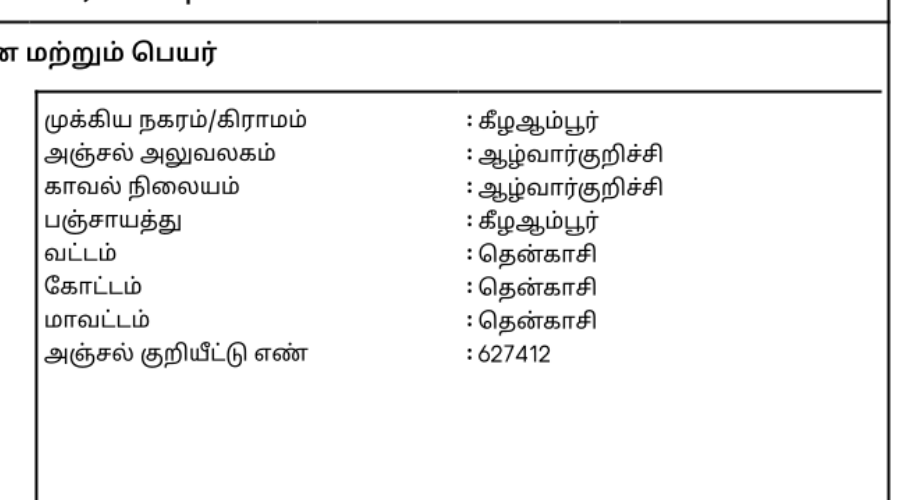 ன மற்றும் பெயர்
முக்கிய நகரம்/கிராமம் : கீழஆம்பூர்
அஞ்சல் அலுவலகம் : ஆழ்வார்குறிச்சி
காவல் நிலையம் : ஆழ்வார்குறிச்சி
பஞ்சாயத்து : கீழஆம்பூர்
வட்டம் : தென்காசி
கோட்டம் : தென்காசி
மாவட்டம் : தென்காசி
அஞ்சல் குறியீட்டு எண் : 627412